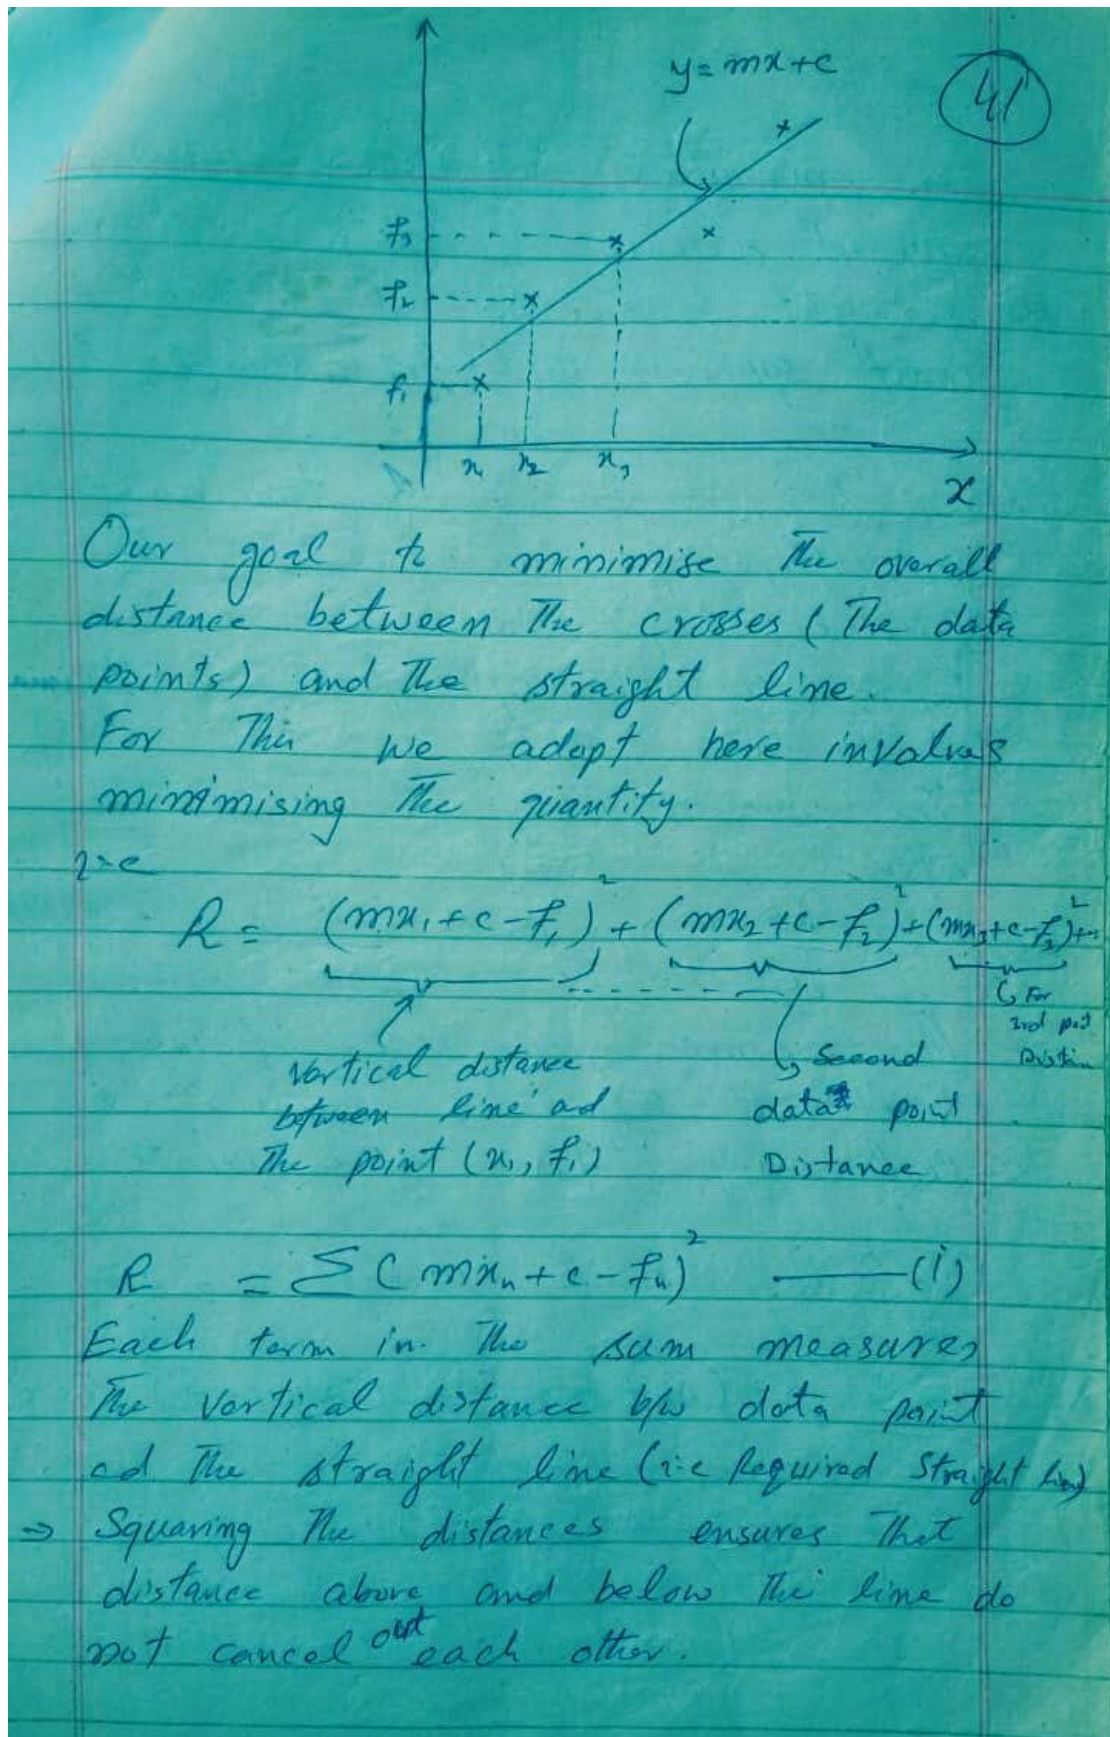 y = mx + c
41
f₃
f₂
f₁
x₁ x₂ x₃
x
Our goal to minimise the overall
distance between the crosses (The data
points) and the straight line.
For this we adopt here involves
minimising the quantity.
i.e
R = (mx₁ + c - f₁)² + (mx₂ + c - f₂)² + (mx₃ + c - f₃)² + --
Vertical distance
between line ad
the point (x₁, f₁)
Second
data point
Distance
For
3rd
R = Σ (mxₙ + c - fₙ)² —— (i)
Each term in the sum measures
The vertical distance b/w data point
ad the straight line (i.e Required Straight line)
⇒ Squaring the distances ensures that
distance above and below the line do
not cancel out each other.